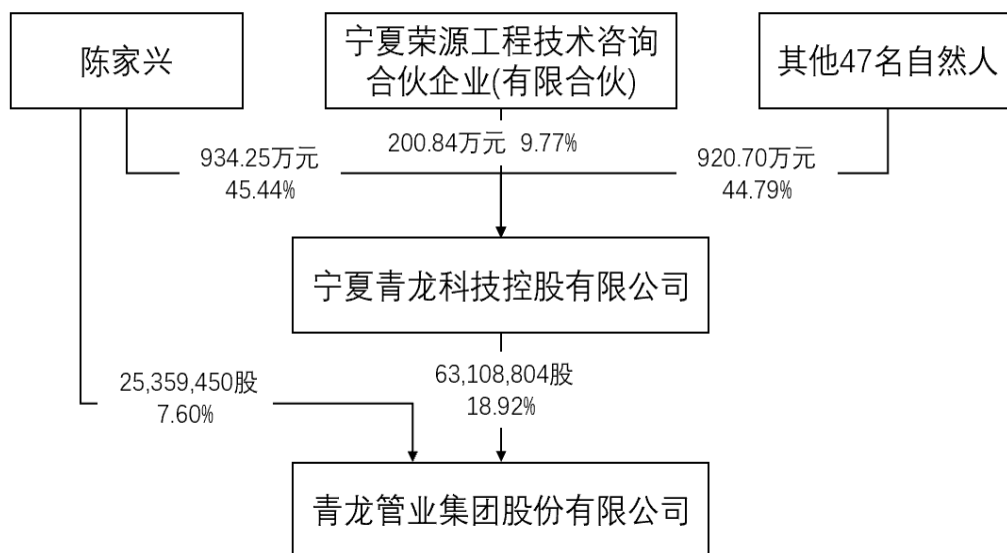 陈家兴
宁夏荣源工程技术咨询
合伙企业(有限合伙)
其他47名自然人
934.25万元
45.44%
200.84万元 9.77%
920.70万元
44.79%
宁夏青龙科技控股有限公司
25,359,450股
7.60%
63,108,804股
18.92%
青龙管业集团股份有限公司